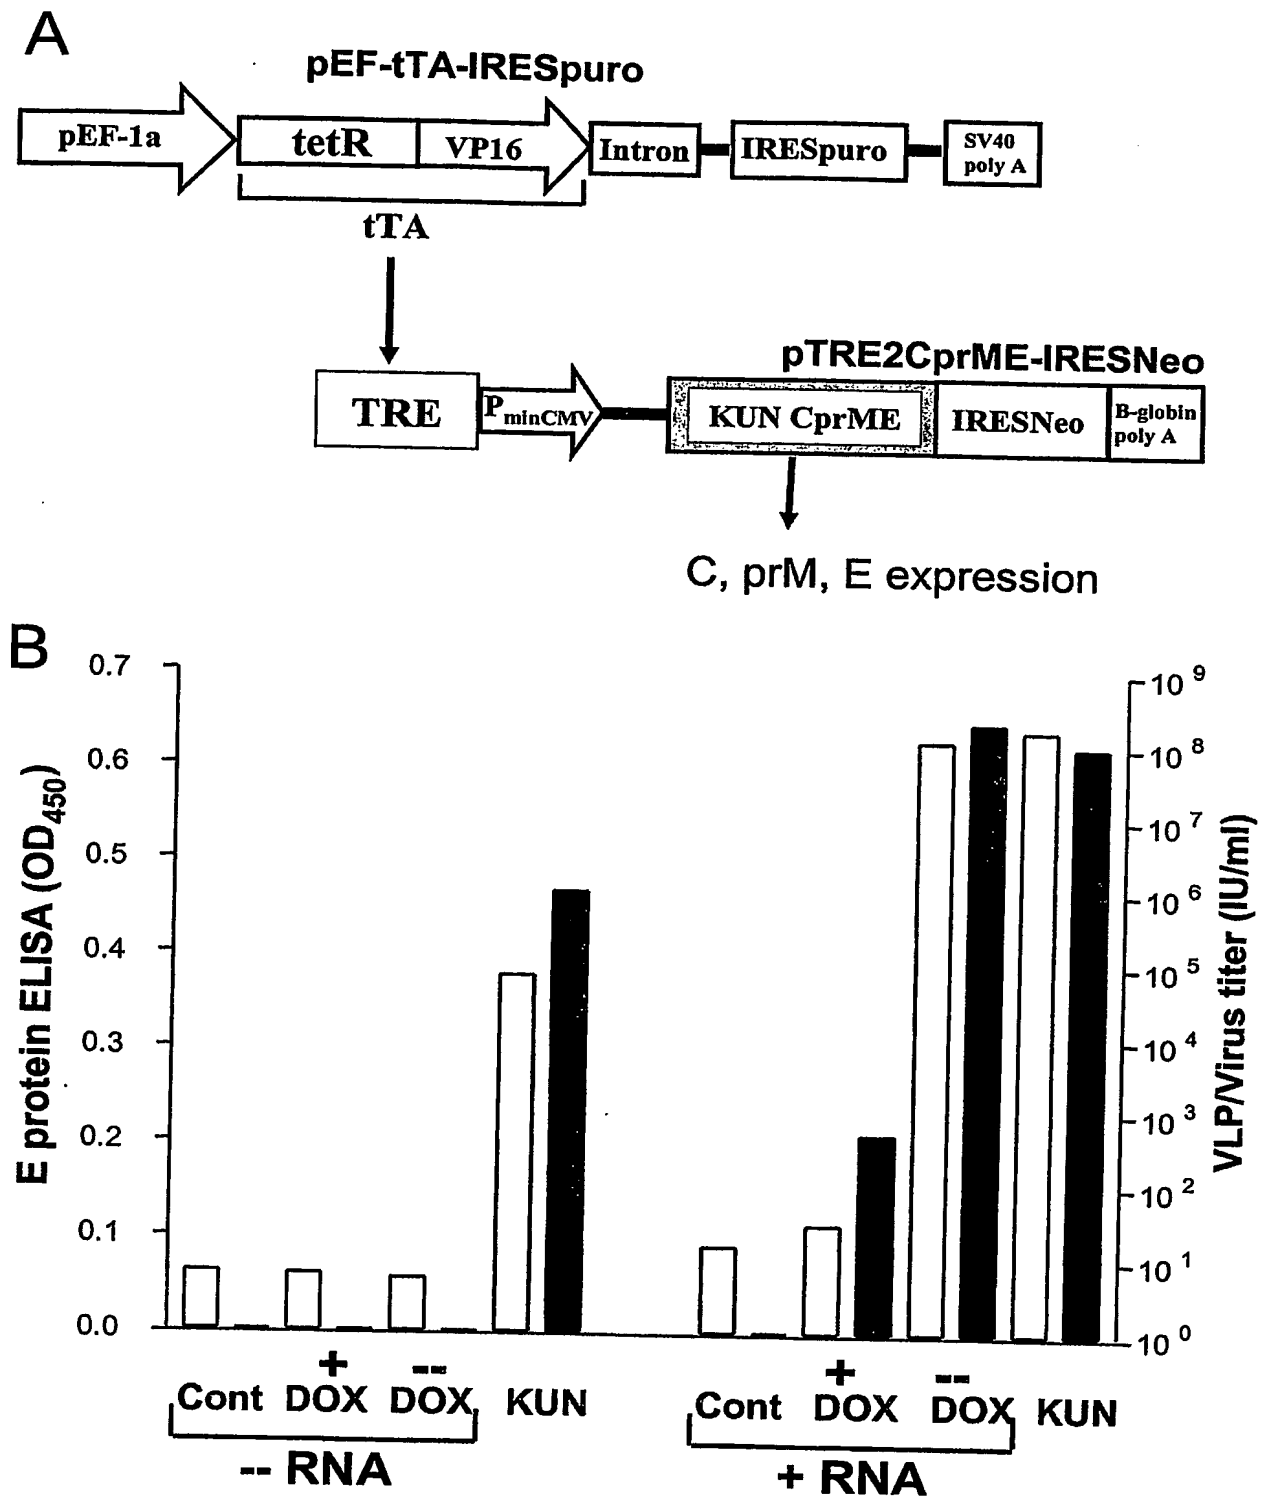 A
pEF-tTA-IRESpuro
pEF-1a
tetR
VP16
Intron
IRESpuro
SV40
poly A
tTA
pTRE2CprME-IRESNeo
TRE
PminCMV
KUN CprME
IRESNeo
B-globin
poly A
C, prM, E expression
B
E protein ELISA (OD450)
0.7
0.6
0.5
0.4
0.3
0.2
0.1
0.0
10 9
10 8
10 7
10 6
10 5
10 4
10 3
10 2
10 1
10 0
VLP/Virus titer (IU/ml)
+ --
Cont DOX DOX KUN
-- RNA
+ --
Cont DOX DOX KUN
+ RNA